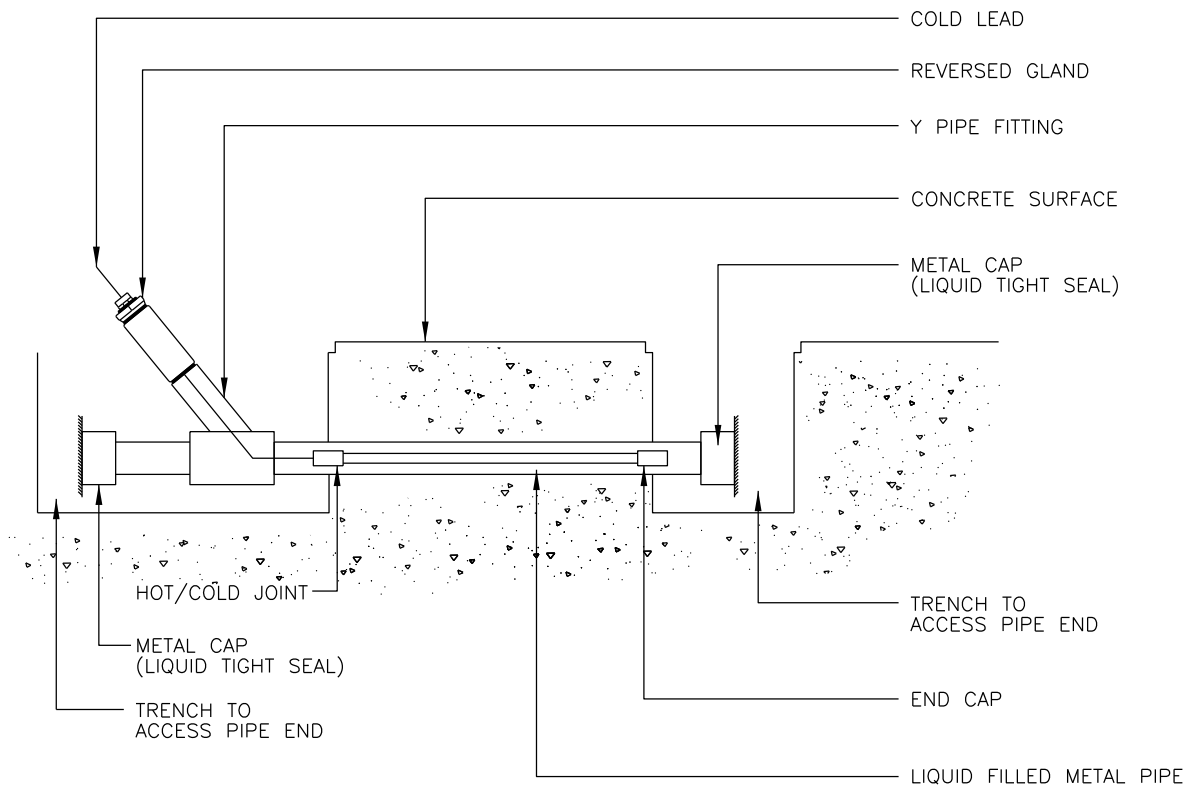 COLD LEAD
REVERSED GLAND
Y PIPE FITTING
CONCRETE SURFACE
METAL CAP
(LIQUID TIGHT SEAL)
HOT/COLD JOINT
METAL CAP
(LIQUID TIGHT SEAL)
TRENCH TO
ACCESS PIPE END
TRENCH TO
ACCESS PIPE END
END CAP
LIQUID FILLED METAL PIPE